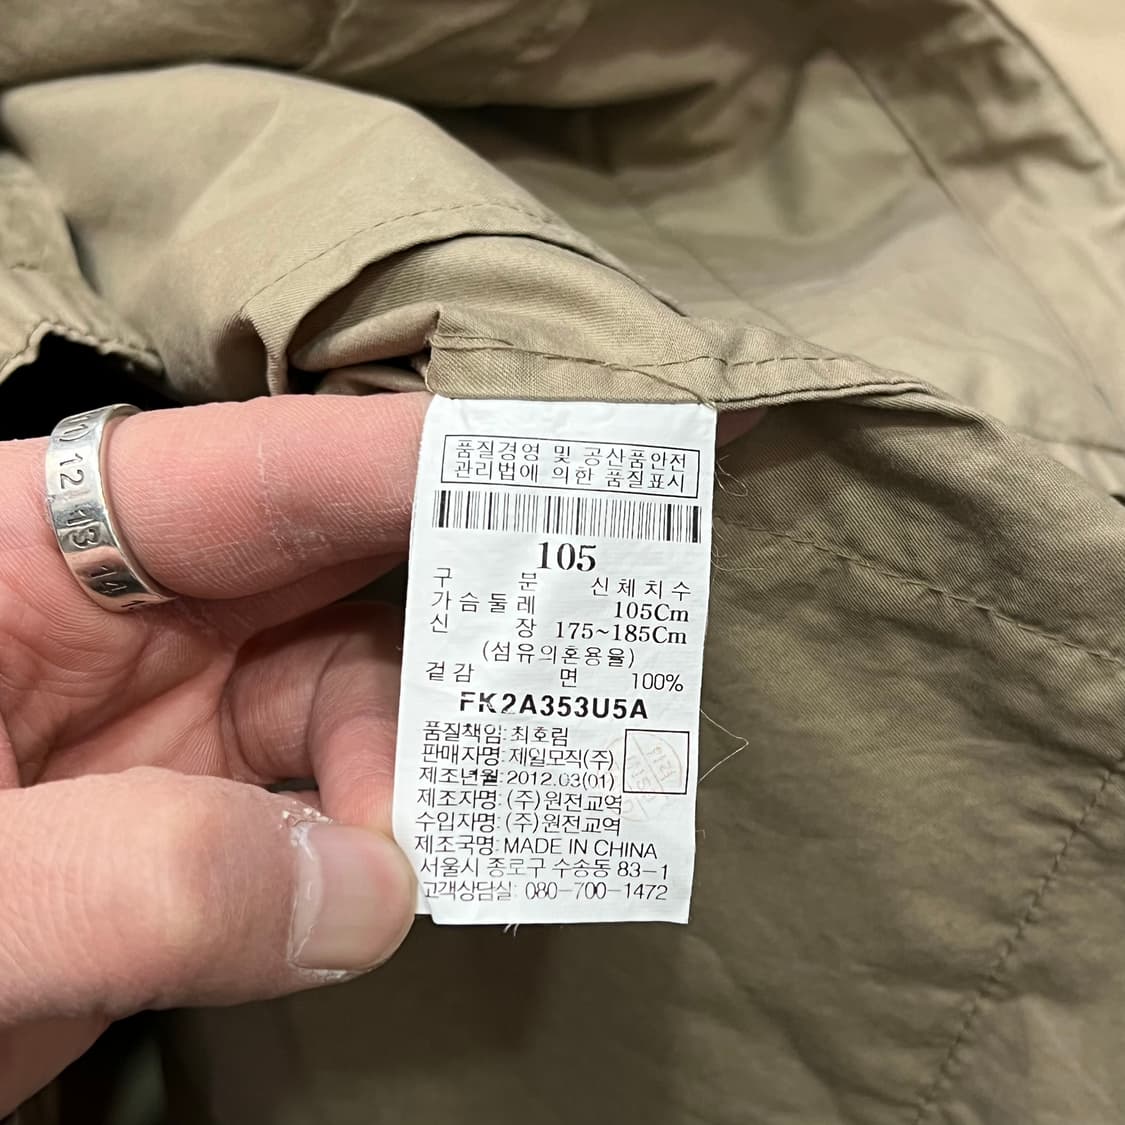 10 12 13 14
품질경영 및 공산품안전
관리법에 의한 품질표시
105
구 분 신체치수
가슴둘레 105Cm
신 장 175~185Cm
(섬유의혼용율)
겉감 면 100%
FK2A353U5A
품질책임:최호림
판매자명:제일모직(주)
제조년월:2012.03(01)
제조자명:(주)원전교역
수입자명:(주)원전교역
제조국명:MADE IN CHINA
서울시 종로구 수송동 83-1
고객상담실: 080-700-1472